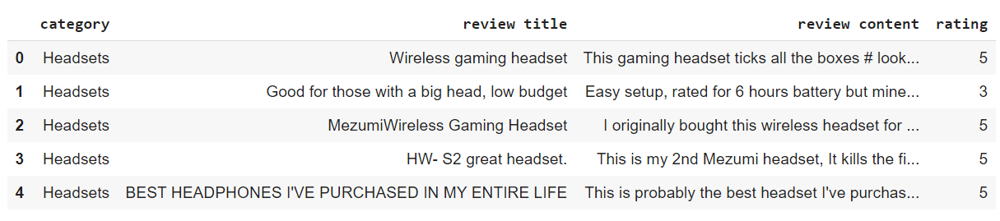 category review title review content rating
0 Headsets Wireless gaming headset This gaming headset ticks all the boxes # look... 5
1 Headsets Good for those with a big head, low budget Easy setup, rated for 6 hours battery but mine... 3
2 Headsets MezumiWireless Gaming Headset I originally bought this wireless headset for ... 5
3 Headsets HW- S2 great headset. This is my 2nd Mezumi headset, It kills the fi... 5
4 Headsets BEST HEADPHONES I'VE PURCHASED IN MY ENTIRE LIFE This is probably the best headset I've purchas... 5